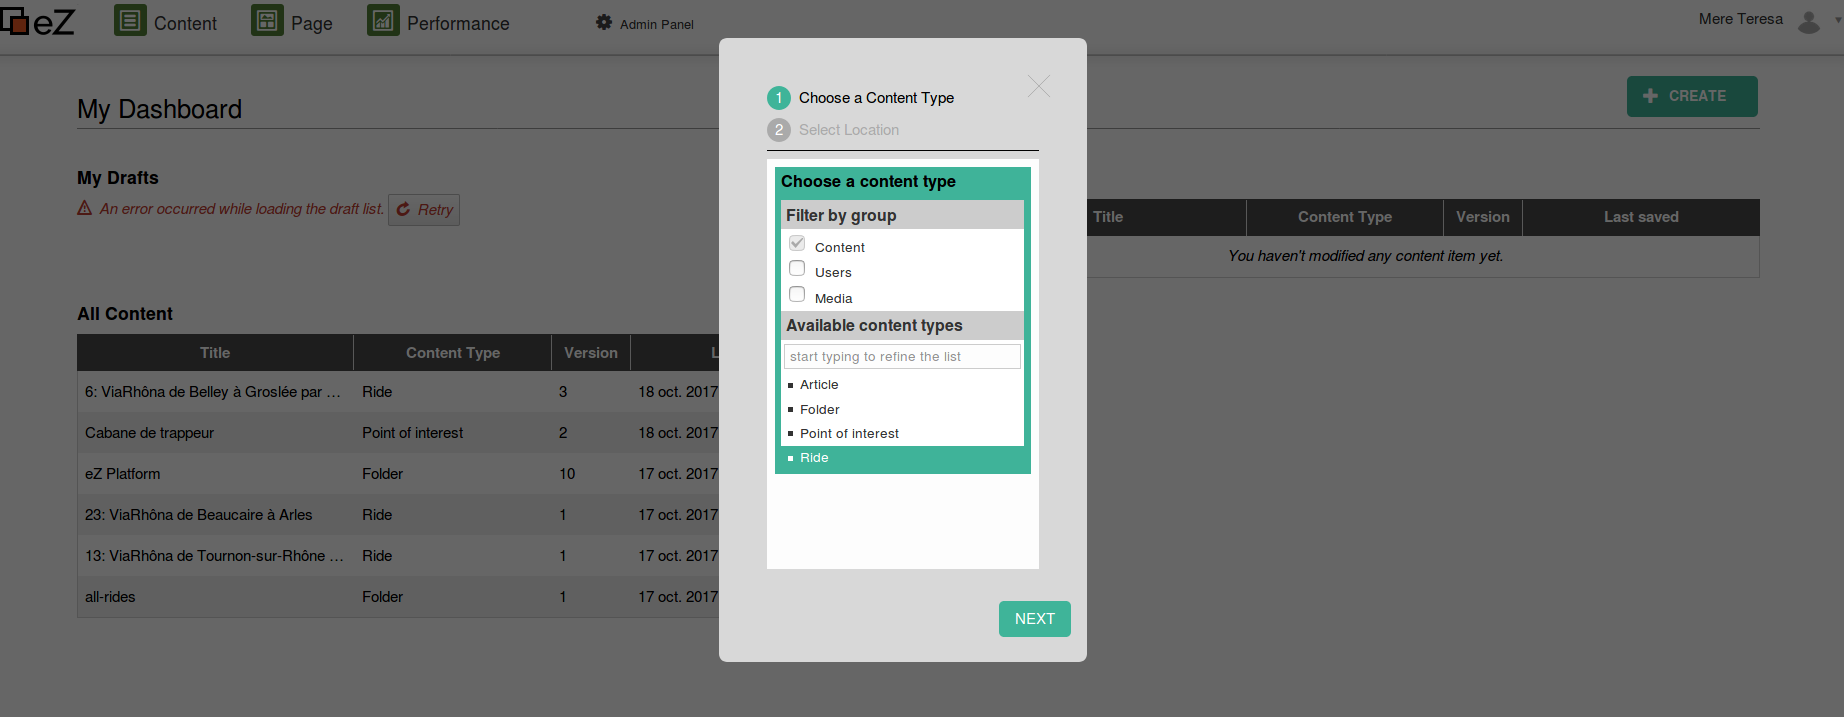 eZ Content Page Performance Admin Panel Mere Teresa
My Dashboard
CREATE
My Drafts
An error occurred while loading the draft list. Retry
All Content
Title Content Type Version L
6: ViaRhôna de Belley à Groslée par … Ride 3 18 oct. 2017
Cabane de trappeur Point of interest 2 18 oct. 2017
eZ Platform Folder 10 17 oct. 2017
23: ViaRhôna de Beaucaire à Arles Ride 1 17 oct. 2017
13: ViaRhôna de Tournon-sur-Rhône … Ride 1 17 oct. 2017
all-rides Folder 1 17 oct. 2017
1 Choose a Content Type
2 Select Location
Choose a content type
Filter by group
Content
Users
Media
Available content types
start typing to refine the list
Article
Folder
Point of interest
Ride
NEXT
Title Content Type Version Last saved
You haven't modified any content item yet.